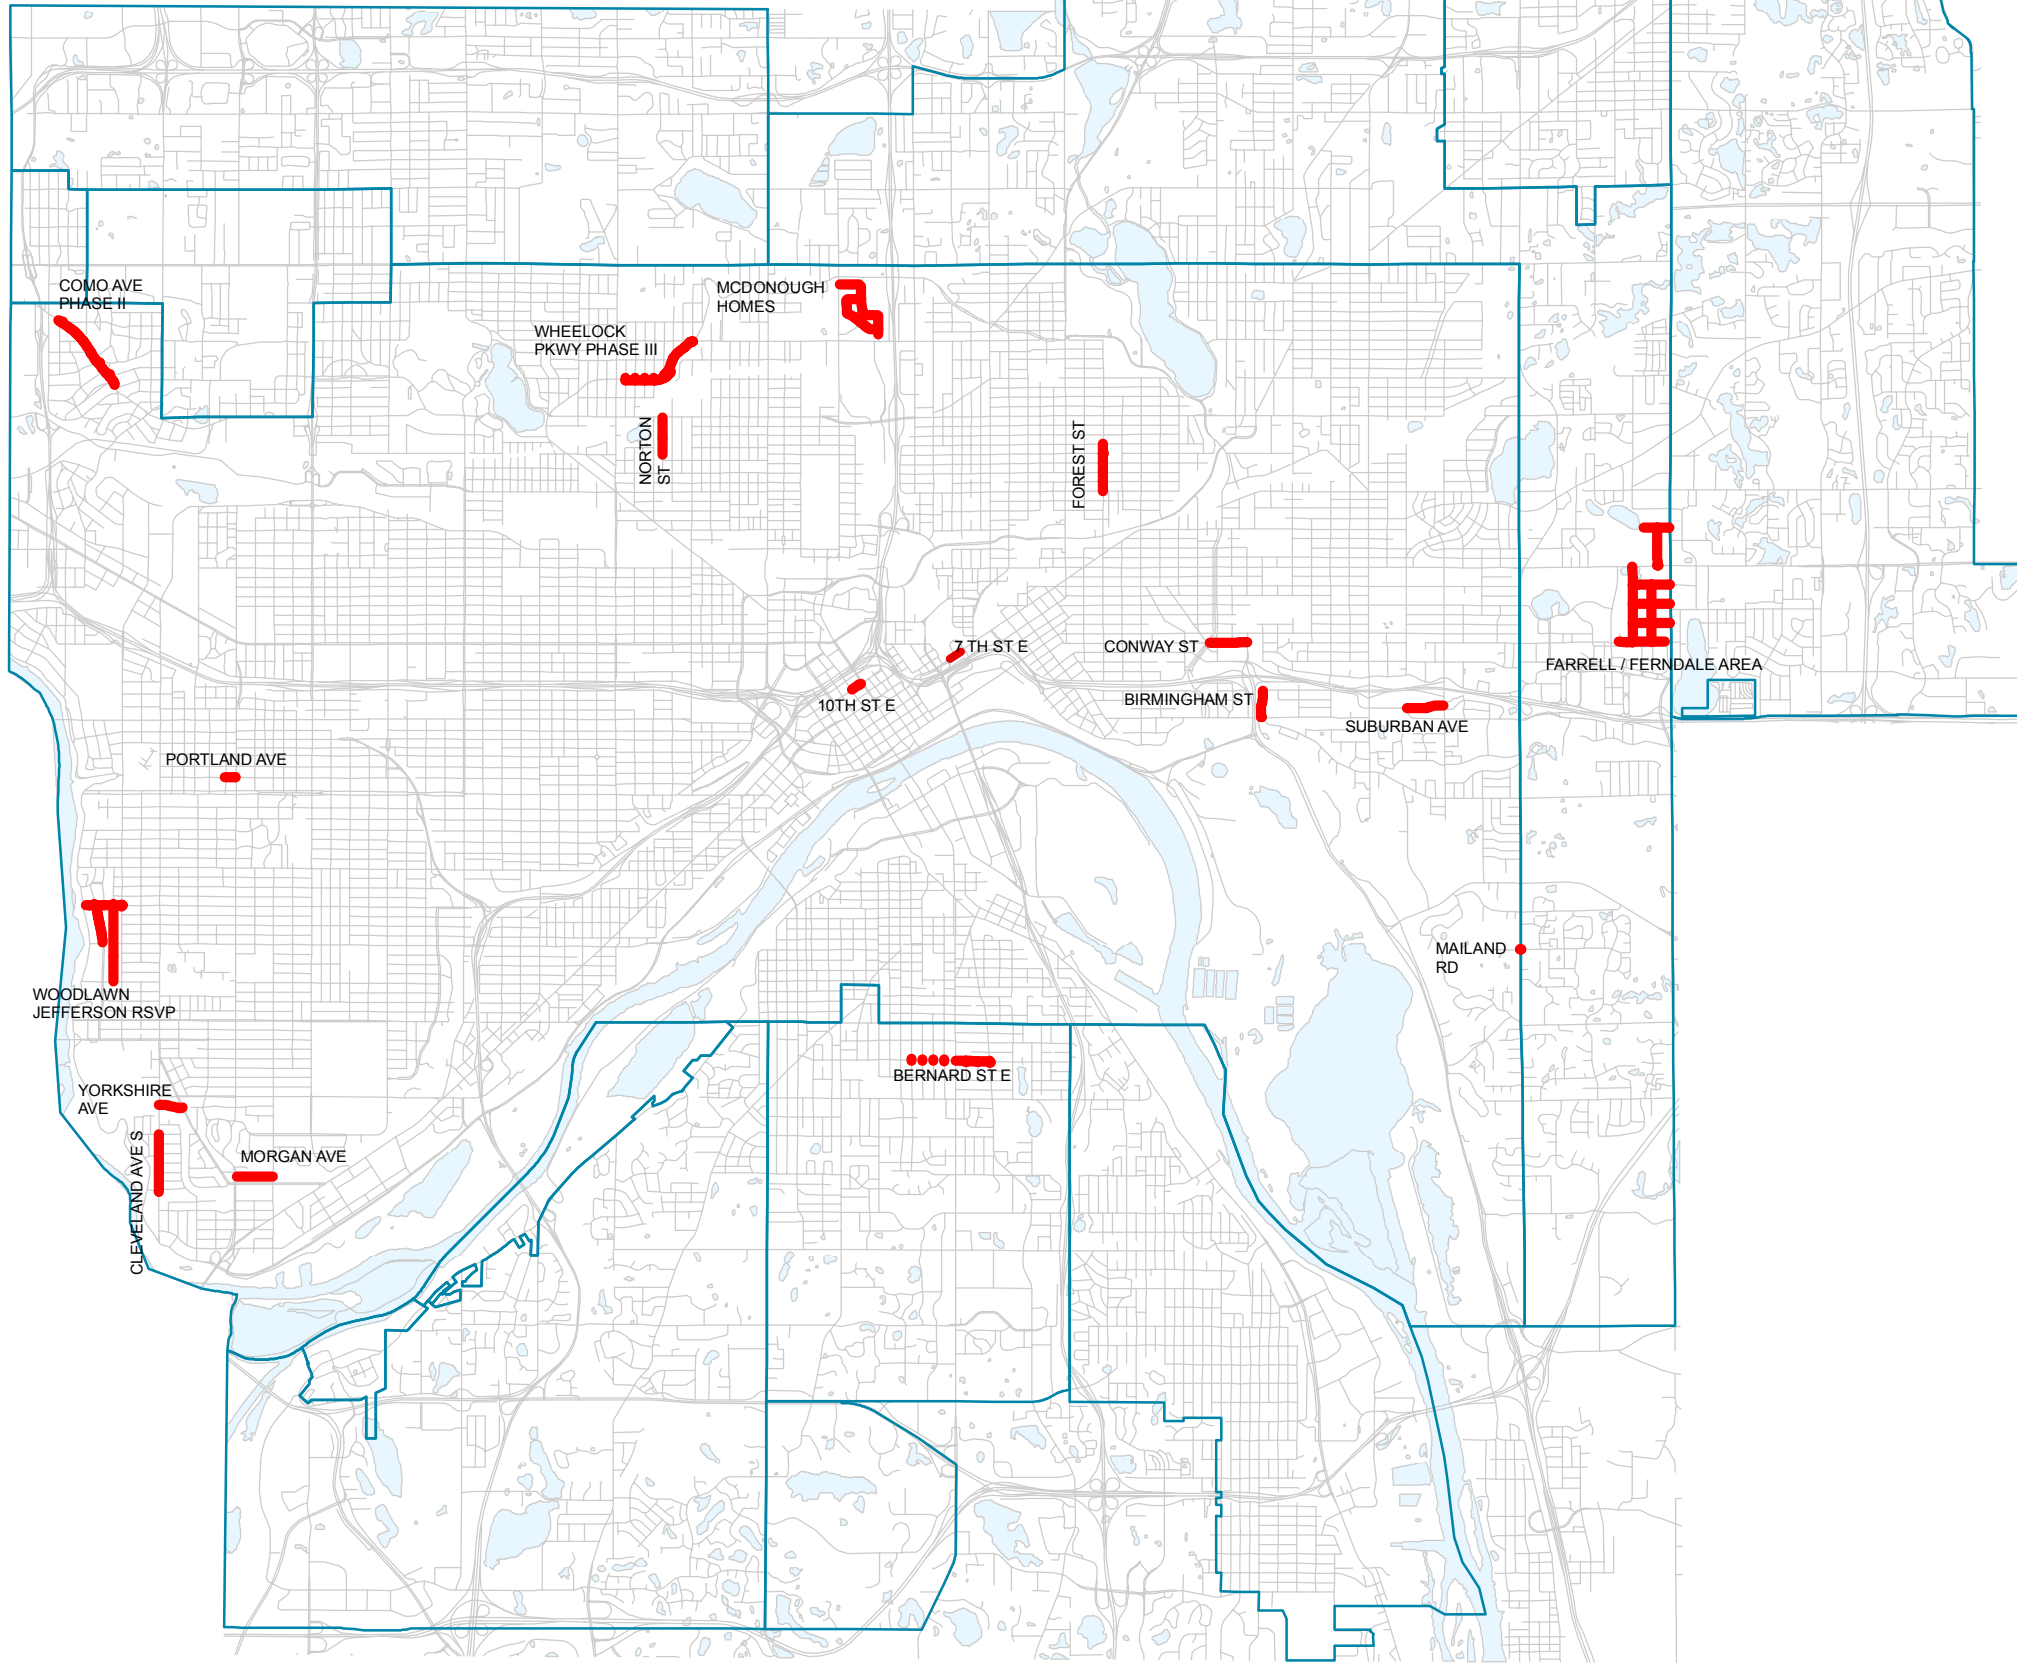 COMO AVE
PHASE II
MCDONOUGH
HOMES
WHEELOCK
PKWY PHASE III
NORTON
ST
FOREST ST
7 TH ST E
CONWAY ST
FARRELL / FERNDALE AREA
10TH ST E
BIRMINGHAM ST
SUBURBAN AVE
PORTLAND AVE
MAILAND
RD
WOODLAWN
JEFFERSON RSVP
BERNARD ST E
YORKSHIRE
AVE
CLEVELAND AVE S
MORGAN AVE